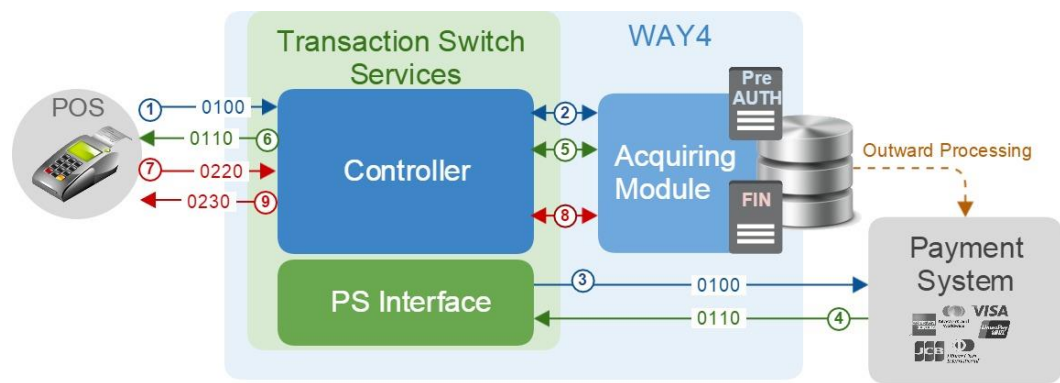 Transaction Switch
Services
WAY4
POS
Pre
AUTH
1
0100
2
6
0110
Controller
5
Acquiring
Module
Outward Processing
7
0220
FIN
0230
9
8
Payment
System
PS Interface
3
0100
0110
4
VISA
JCB